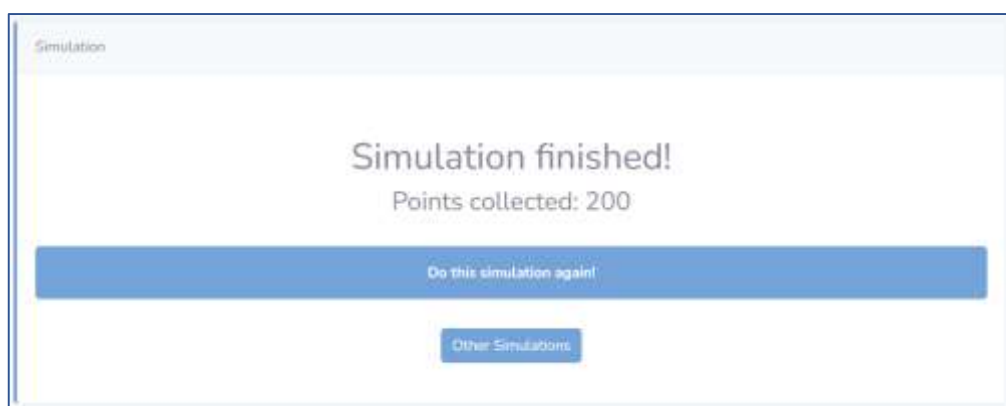 Simulation
Simulation finished!
Points collected: 200
Do this simulation again!
Other Simulations